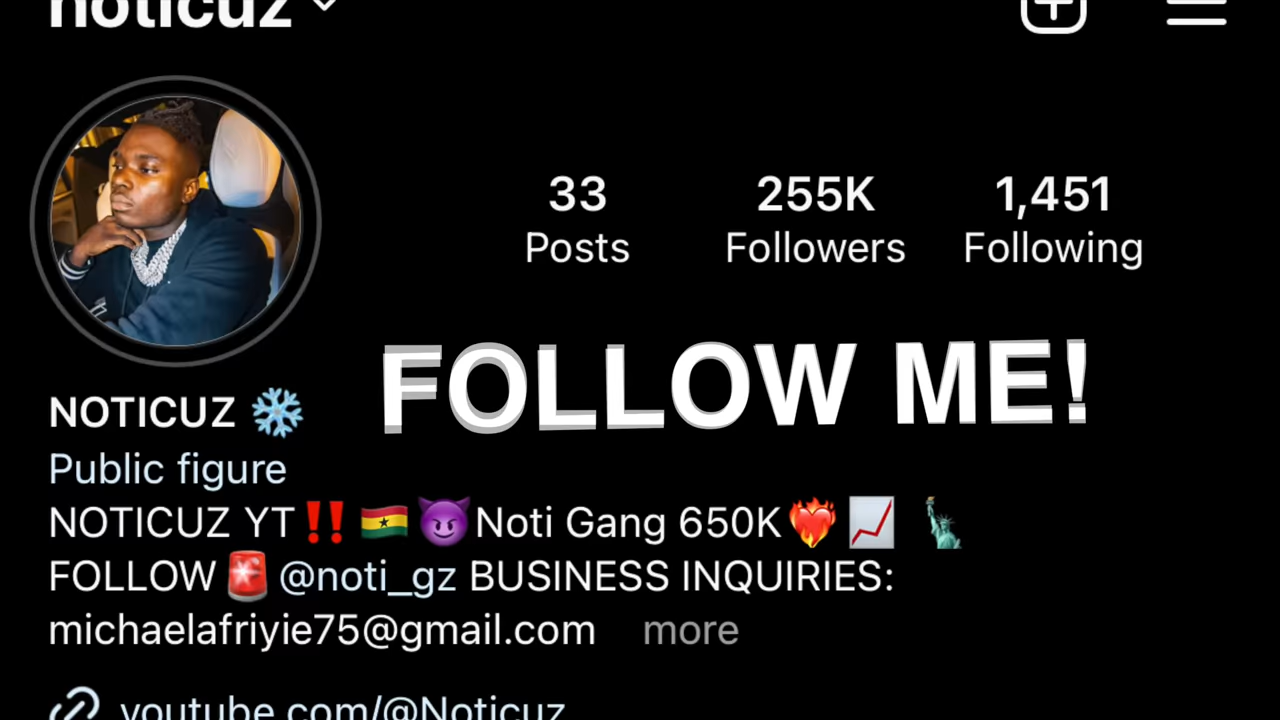 noticuz
33 255K 1,451
Posts Followers Following
FOLLOW ME!
NOTICUZ ❄️
Public figure
NOTICUZ YT‼️🇬🇭😈Noti Gang 650K❤️‍🔥📈🗽
FOLLOW🚨@noti_gz BUSINESS INQUIRIES:
michaelafriyie75@gmail.com more
youtube.com/@Noticuz